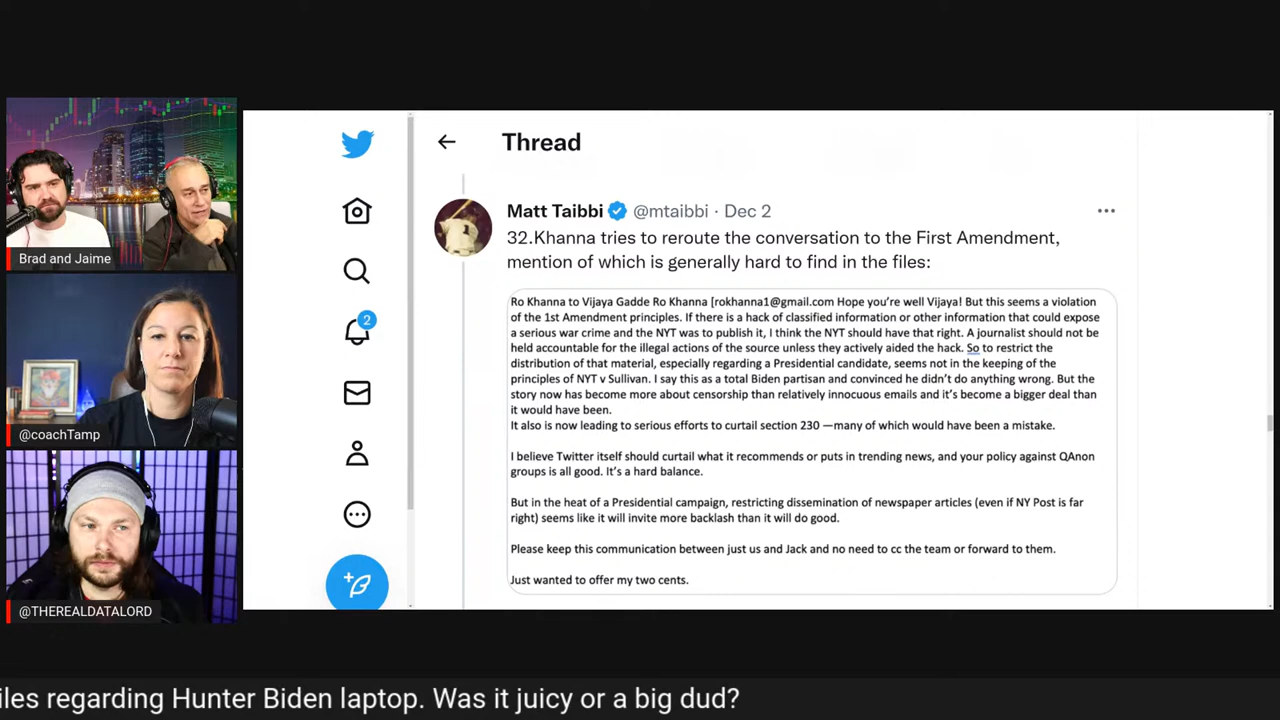 Brad and Jaime
@coachTamp
@THEREALDATALORD
2
Thread
Matt Taibbi @mtaibbi · Dec 2
32.Khanna tries to reroute the conversation to the First Amendment,
mention of which is generally hard to find in the files:
Ro Khanna to Vijaya Gadde Ro Khanna [rokhanna1@gmail.com Hope you're well Vijaya! But this seems a violation
of the 1st Amendment principles. If there is a hack of classified information or other information that could expose
a serious war crime and the NYT was to publish it, I think the NYT should have that right. A journalist should not be
held accountable for the illegal actions of the source unless they actively aided the hack. So to restrict the
distribution of that material, especially regarding a Presidential candidate, seems not in the keeping of the
principles of NYT v Sullivan. I say this as a total Biden partisan and convinced he didn't do anything wrong. But the
story now has become more about censorship than relatively innocuous emails and it's become a bigger deal than
it would have been.
It also is now leading to serious efforts to curtail section 230 —many of which would have been a mistake.
I believe Twitter itself should curtail what it recommends or puts in trending news, and your policy against QAnon
groups is all good. It's a hard balance.
But in the heat of a Presidential campaign, restricting dissemination of newspaper articles (even if NY Post is far
right) seems like it will invite more backlash than it will do good.
Please keep this communication between just us and Jack and no need to cc the team or forward to them.
Just wanted to offer my two cents.
iles regarding Hunter Biden laptop. Was it juicy or a big dud?